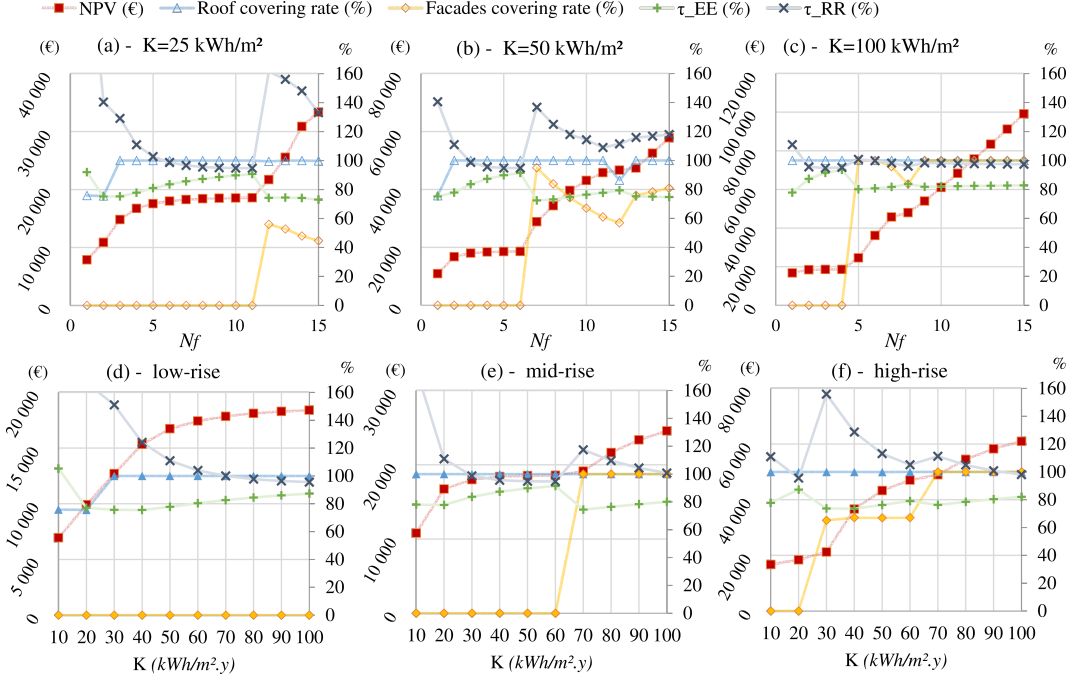 NPV (€) Roof covering rate (%) Facades covering rate (%) τ_EE (%) τ_RR (%)
(€) (a) - K=25 kWh/m² % (€) (b) - K=50 kWh/m² (€) (c) - K=100 kWh/m² %
40 000 30 000 20 000 10 000 0
160 140 120 100 80 60 40 20 0
80 000 60 000 40 000 20 000 0
160 140 120 100 80 60 40 20 0
120 000 100 000 80 000 60 000 40 000 20 000
160 140 120 100 80 60 40 20 0
0 5 10 15 0 5 10 15 0 5 10 15
Nf Nf Nf
(€) (d) - low-rise % (€) (e) - mid-rise % (€) (f) - high-rise %
20 000 15 000 10 000 5 000 0
160 140 120 100 80 60 40 20 0
30 000 20 000 10 000 0
160 140 120 100 80 60 40 20 0
80 000 60 000 40 000 20 000 0
160 140 120 100 80 60 40 20 0
10 20 30 40 50 60 70 80 90 100 10 20 30 40 50 60 70 80 90 100 10 20 30 40 50 60 70 80 90 100
K (kWh/m².y) K (kWh/m².y) K (kWh/m².y)